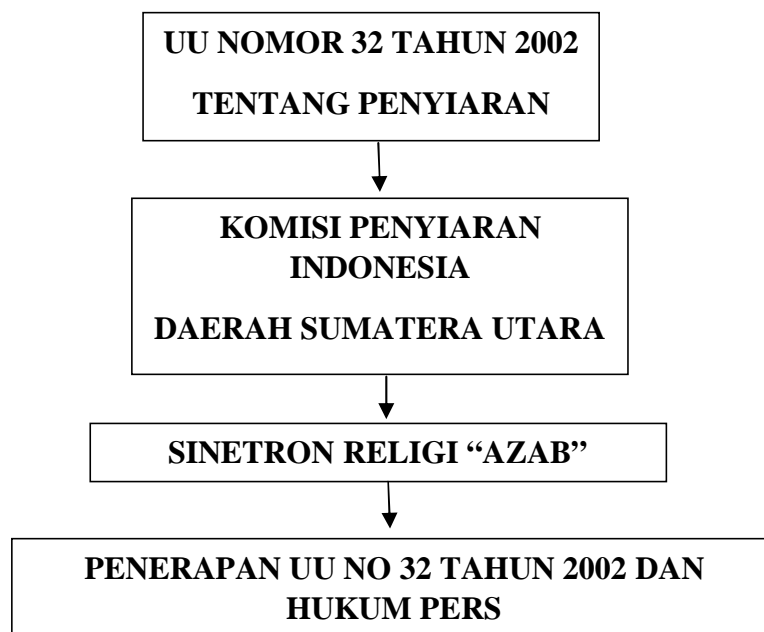 UU NOMOR 32 TAHUN 2002
TENTANG PENYIARAN
KOMISI PENYIARAN
INDONESIA
DAERAH SUMATERA UTARA
SINETRON RELIGI “AZAB”
PENERAPAN UU NO 32 TAHUN 2002 DAN
HUKUM PERS